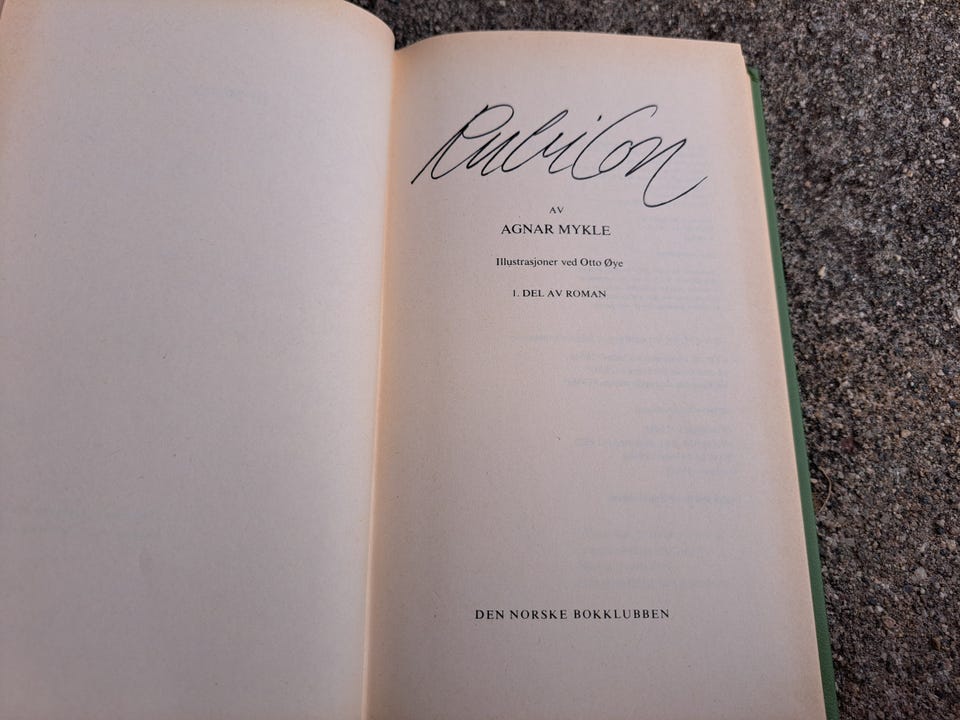 Rubicon
AV
AGNAR MYKLE
Illustrasjoner ved Otto Øye
1. DEL AV ROMAN
DEN NORSKE BOKKLUBBEN